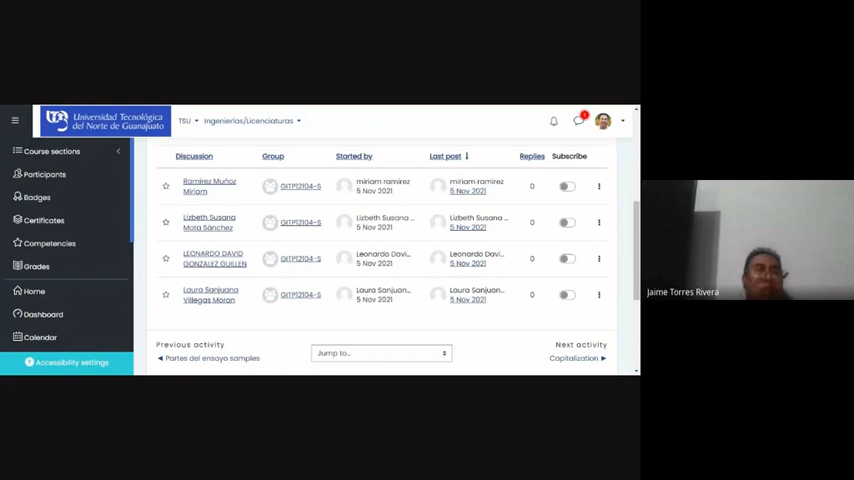 Universidad Tecnológica
del Norte de Guanajuato
TSU
Ingenierías/Licenciaturas
Course sections
Participants
Badges
Certificates
Competencies
Grades
Home
Dashboard
Calendar
Accessibility settings
Discussion Group Started by Last post Replies Subscribe
Ramirez Muñoz
Miriam
GITP12104-S
miriam ramirez
5 Nov 2021
miriam ramirez
5 Nov 2021
0
Lizbeth Susana
Mota Sánchez
GITP12104-S
Lizbeth Susana ...
5 Nov 2021
Lizbeth Susana ...
5 Nov 2021
0
LEONARDO DAVID
GONZALEZ GUILLEN
GITP12104-S
Leonardo Davi...
5 Nov 2021
Leonardo Davi...
5 Nov 2021
0
Laura Sanjuana
Villegas Moran
GITP12104-S
Laura Sanjuan...
5 Nov 2021
Laura Sanjuan...
5 Nov 2021
0
Previous activity
Partes del ensayo samples
Jump to...
Next activity
Capitalization
Jaime Torres Rivera